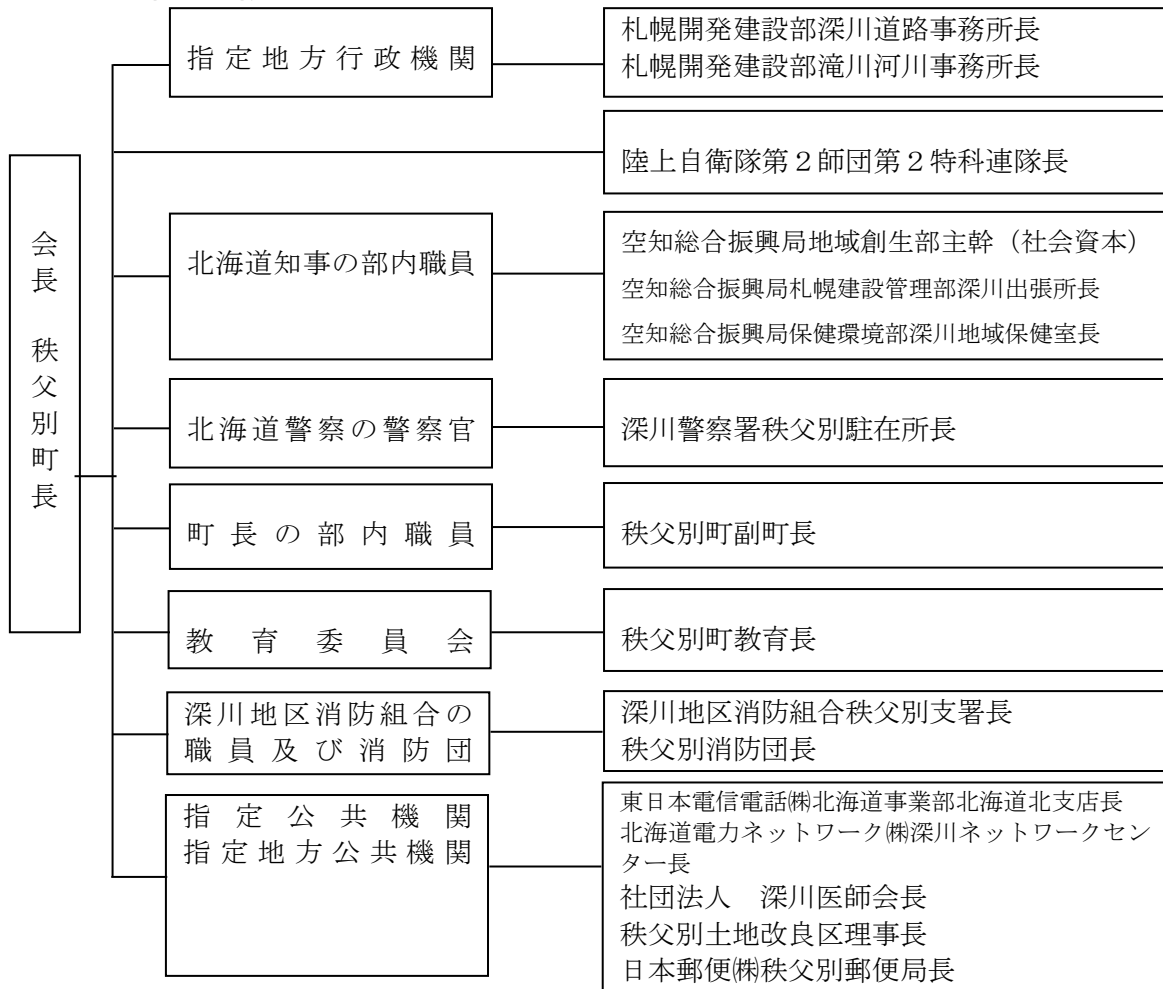 会長 秩父別町長
指定地方行政機関
札幌開発建設部深川道路事務所長
札幌開発建設部滝川河川事務所長
陸上自衛隊第２師団第２特科連隊長
北海道知事の部内職員
空知総合振興局地域創生部主幹（社会資本）
空知総合振興局札幌建設管理部深川出張所長
空知総合振興局保健環境部深川地域保健室長
北海道警察の警察官
深川警察署秩父別駐在所長
町長の部内職員
秩父別町副町長
教育委員会
秩父別町教育長
深川地区消防組合の
職員及び消防団
深川地区消防組合秩父別支署長
秩父別消防団長
指定公共機関
指定地方公共機関
東日本電信電話㈱北海道事業部北海道北支店長
北海道電力ネットワーク㈱深川ネットワークセン
ター長
社団法人　深川医師会長
秩父別土地改良区理事長
日本郵便㈱秩父別郵便局長